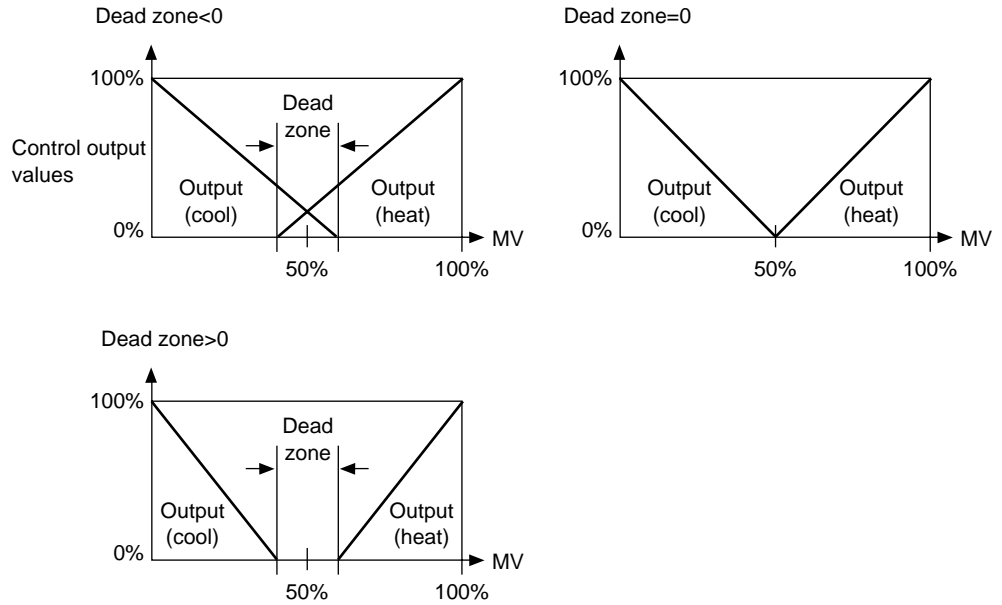 Dead zone<0
100%
Control output
values
0%
Dead
zone
Output
(cool)
Output
(heat)
MV
50%
100%
Dead zone=0
100%
0%
Output
(cool)
Output
(heat)
MV
50%
100%
Dead zone>0
100%
0%
Dead
zone
Output
(cool)
Output
(heat)
MV
50%
100%